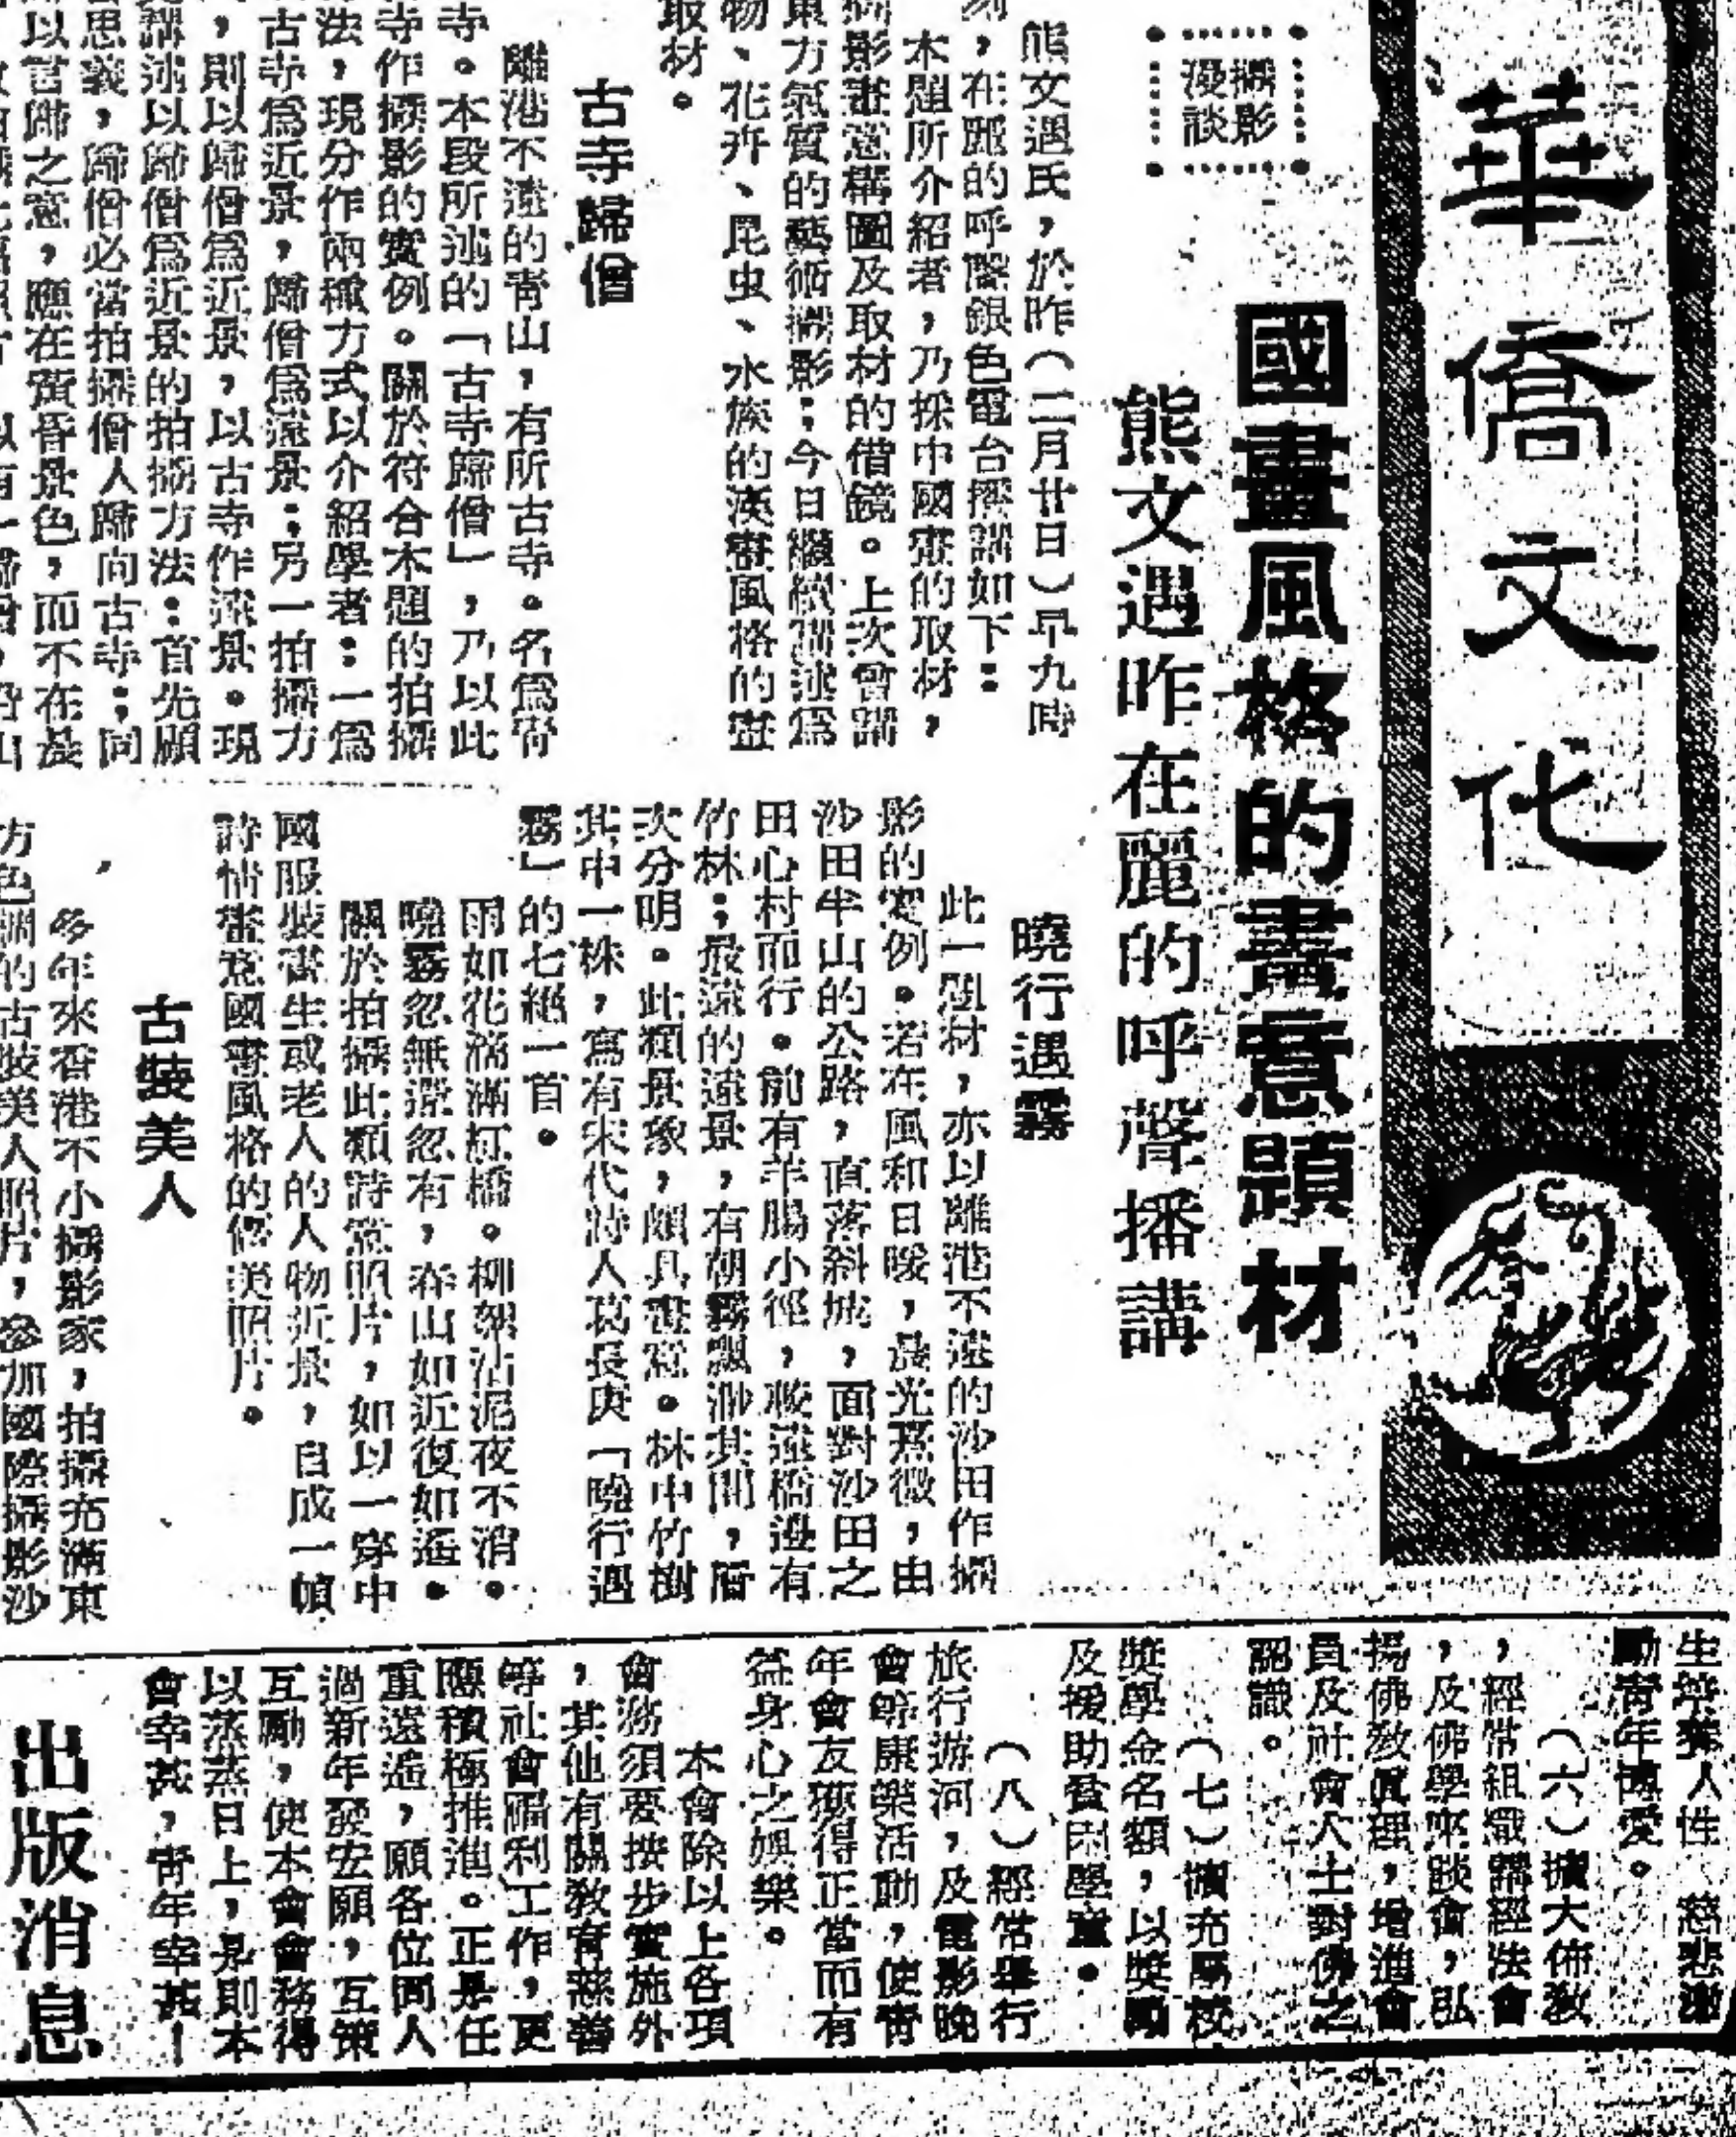 華僑文化
攝影
漫談
國畫風格的畫意題材
熊文遇昨在麗的呼聲播講
熊文遇氏，於昨（二月廿日）早九時
，在麗的呼聲銀色電台播講如下：
本題所介紹者，乃採中國畫的取材，
攝影畫意構圖及取材的借鏡。上次曾講
東方氣質的藝術攝影；今日繼續講述爲
物、花卉、昆虫、水族的漢畫風格的畫
取材。
古寺歸僧
離港不遠的青山，有所古寺。名爲青
寺。本段所述的「古寺歸僧」，乃以此
寺作攝影的實例。關於符合本題的拍攝
法，現分作兩種方式以介紹學者：一爲
古寺爲近景，歸僧爲遠景；另一拍攝方
，則以歸僧爲近景，以古寺作遠景。現
講述以歸僧爲近景的拍攝方法：首先顧
思義，歸僧必當拍攝僧人歸向古寺；同
以言歸之意，應在黃昏景色，而不在晨
曉行遇霧
此一題材，亦以離港不遠的沙田作攝
影的實例。若在風和日暖，晨光熹微，由
沙田半山的公路，直落斜坡，面對沙田之
田心村而行。前有羊腸小徑，較遠橋邊有
竹林；最遠的遠景，有朝霧飄渺其間，層
次分明。此類景象，頗具畫意。林中竹樹
其中一株，寫有宋代詩人葛長庚「曉行遇
霧」的七絕一首。
雨如花滴滿紅橋。柳絮沾泥夜不消。
曉霧忽無還忽有，春山如近復如遙。
關於拍攝此類詩意照片，如以一穿中
國服裝書生或老人的人物近景，自成一幀
詩情畫意國畫風格的優美照片。
古裝美人
多年來香港不小攝影家，拍攝充滿東
方色調的古裝美人照片，參加國際攝影沙
生崇善人性　慈悲
勵青年博愛。
（六）擴大佈教
，經常組織講經法會
，及佛學座談會，弘
揚佛敎眞理，增進會
員及社會人士對佛之
認識。
（七）擴充屬校
獎學金名額，以獎勵
及援助貧困學童。
（八）經常舉行
旅行游河，及電影晚
會等康樂活動，使青
年會友獲得正當而有
益身心之娛樂。
本會除以上各項
會務須要按步實施外
，其他有關敎育慈善
等社會福利工作，更
應積極推進。正是任
重遠遙，願各位同人
過新年發宏願，互策
互勵，使本會會務得
以蒸蒸日上，是則本
會幸甚，青年幸甚！
出版消息